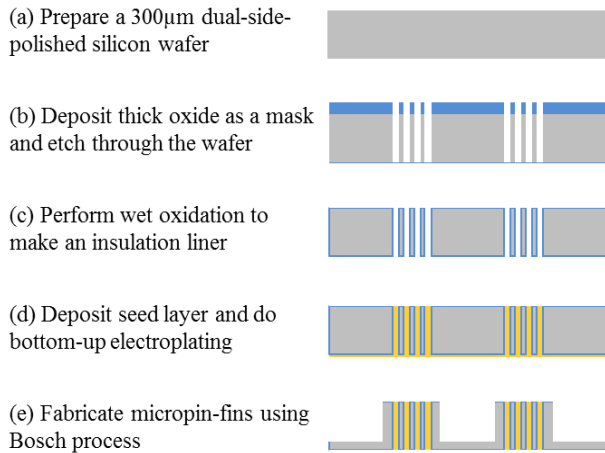 (a) Prepare a 300µm dual-side-
polished silicon wafer
(b) Deposit thick oxide as a mask
and etch through the wafer
(c) Perform wet oxidation to
make an insulation liner
(d) Deposit seed layer and do
bottom-up electroplating
(e) Fabricate micropin-fins using
Bosch process